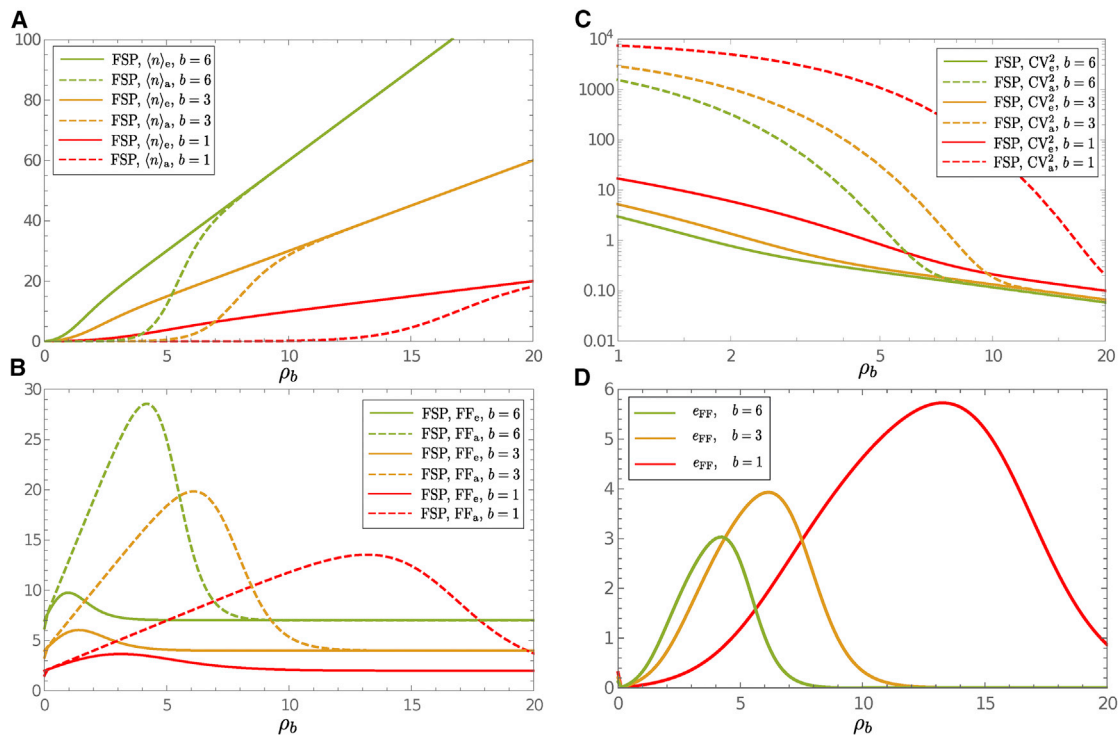 A
100
80
60
40
20
0
FSP, ⟨n⟩e, b = 6
FSP, ⟨n⟩a, b = 6
FSP, ⟨n⟩e, b = 3
FSP, ⟨n⟩a, b = 3
FSP, ⟨n⟩e, b = 1
FSP, ⟨n⟩a, b = 1
0 5 10 15 20
ρb
C
10^4
1000
100
10
1
0.10
0.01
FSP, CV²e, b = 6
FSP, CV²a, b = 6
FSP, CV²e, b = 3
FSP, CV²a, b = 3
FSP, CV²e, b = 1
FSP, CV²a, b = 1
1 2 5 10 20
ρb
B
30
25
20
15
10
5
0
FSP, FFe, b = 6
FSP, FFa, b = 6
FSP, FFe, b = 3
FSP, FFa, b = 3
FSP, FFe, b = 1
FSP, FFa, b = 1
0 5 10 15 20
ρb
D
6
5
4
3
2
1
0
eFF, b = 6
eFF, b = 3
eFF, b = 1
0 5 10 15 20
ρb